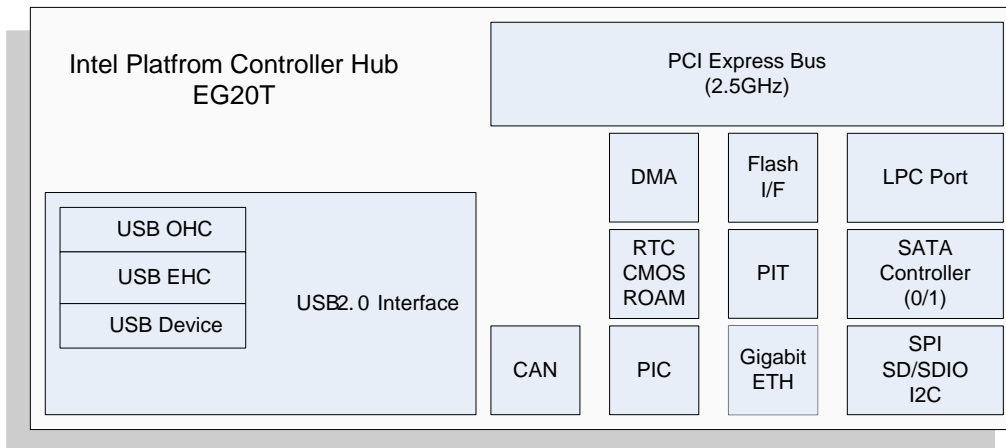 Intel Platfrom Controller Hub
EG20T
PCI Express Bus
(2.5GHz)
DMA
Flash
I/F
LPC Port
USB OHC
USB EHC
USB Device
USB2.0 Interface
RTC
CMOS
ROAM
PIT
SATA
Controller
(0/1)
CAN
PIC
Gigabit
ETH
SPI
SD/SDIO
I2C